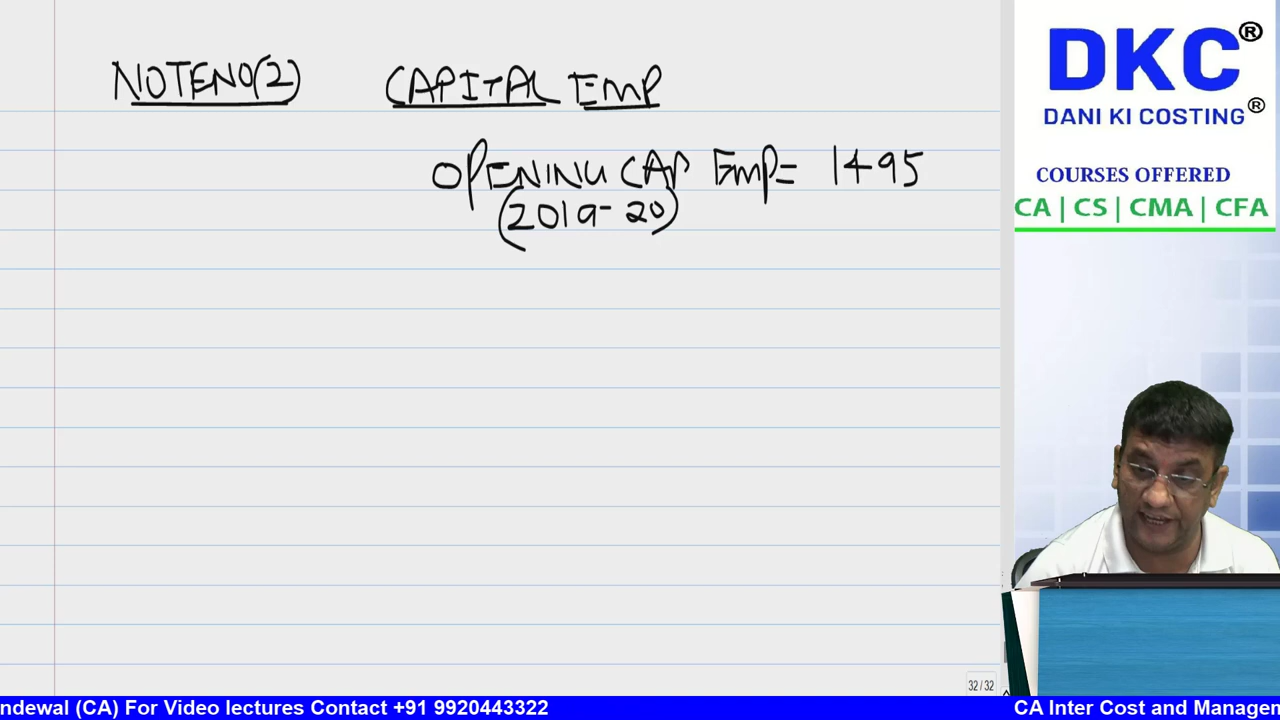 NOTENO(2) CAPITAL EMP
OPENING CAP EMP= 1495
(2019-20)
DKC®
DANI KI COSTING®
COURSES OFFERED
CA | CS | CMA | CFA
32 / 32
ndewal (CA) For Video lectures Contact +91 9920443322
CA Inter Cost and Managen